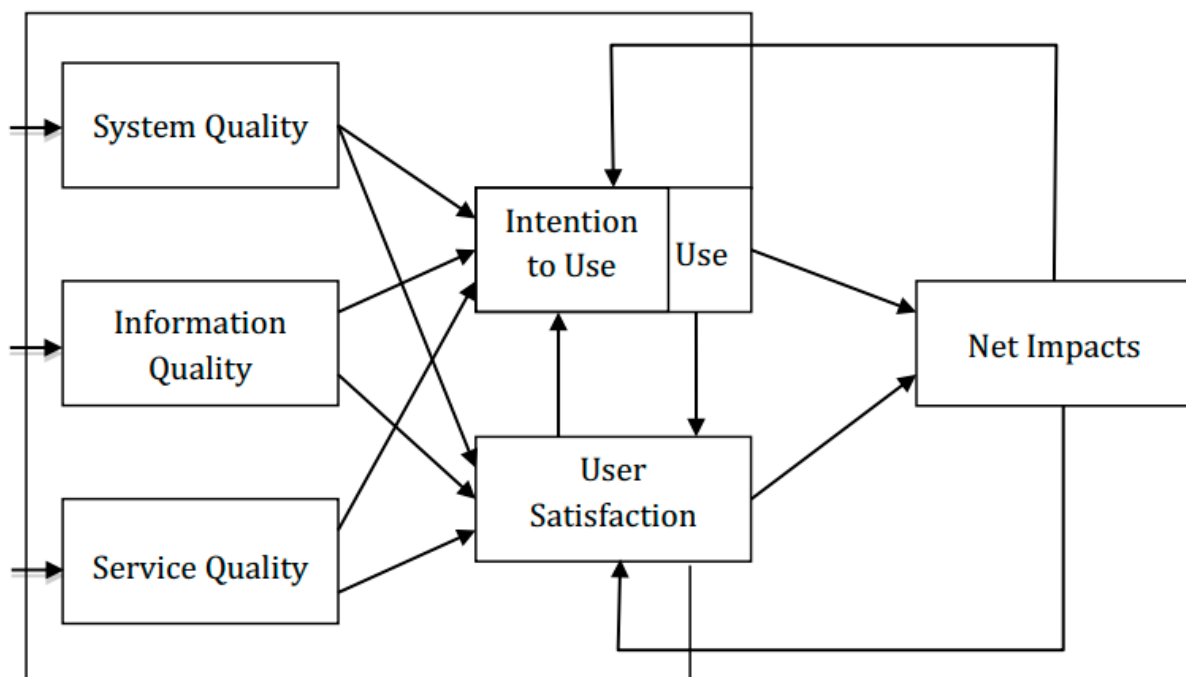 System Quality
Intention
to Use
Use
Information
Quality
Net Impacts
User
Satisfaction
Service Quality